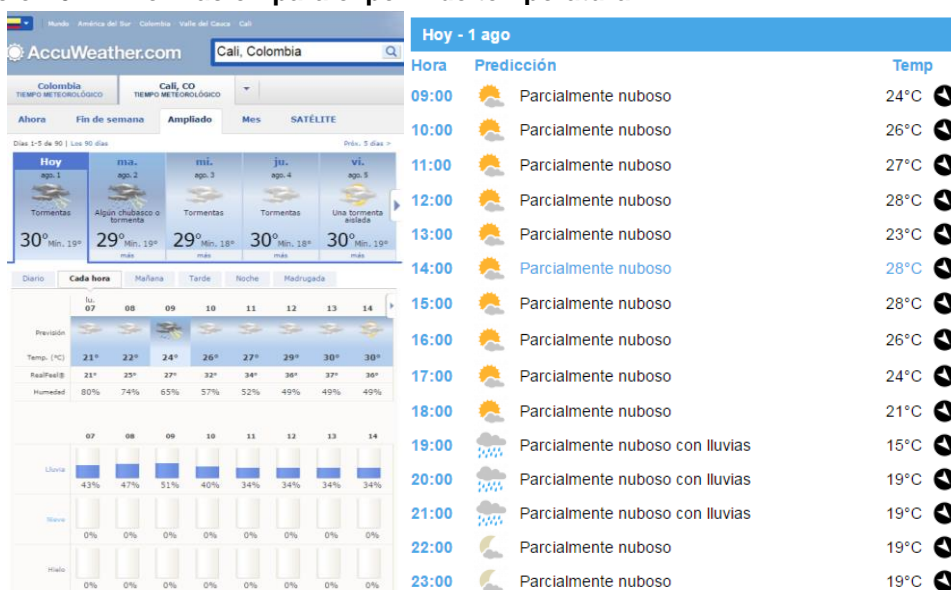 Mundo América del Sur Colombia Valle del Cauca Cali
AccuWeather.com
Cali, Colombia
Colombia
TIEMPO METEOROLÓGICO
Cali, CO
TIEMPO METEOROLÓGICO
Ahora Fin de semana Ampliado Mes SATÉLITE
Días 1-5 de 90 | Los 90 días Próx. 5 días >
Hoy ma. mi. ju. vi.
ago. 1 ago. 2 ago. 3 ago. 4 ago. 5
Tormentas Algún chubasco o tormenta Tormentas Tormentas Una tormenta aislada
30° Mín. 19° 29° Mín. 19° 29° Mín. 18° 30° Mín. 18° 30° Mín. 19°
más más más más
Diario Cada hora Mañana Tarde Noche Madrugada
lu.
07 08 09 10 11 12 13 14
Previsión
Temp. (°C) 21° 22° 24° 26° 27° 29° 30° 30°
RealFeel® 21° 25° 27° 32° 34° 36° 37° 36°
Humedad 80% 74% 65% 57% 52% 49% 49% 49%
07 08 09 10 11 12 13 14
Lluvia
43% 47% 51% 40% 34% 34% 34% 34%
Nieve
0% 0% 0% 0% 0% 0% 0% 0%
Hielo
0% 0% 0% 0% 0% 0% 0% 0%
Hoy - 1 ago
Hora Predicción Temp
09:00 Parcialmente nuboso 24°C
10:00 Parcialmente nuboso 26°C
11:00 Parcialmente nuboso 27°C
12:00 Parcialmente nuboso 28°C
13:00 Parcialmente nuboso 23°C
14:00 Parcialmente nuboso 28°C
15:00 Parcialmente nuboso 28°C
16:00 Parcialmente nuboso 26°C
17:00 Parcialmente nuboso 24°C
18:00 Parcialmente nuboso 21°C
19:00 Parcialmente nuboso con lluvias 15°C
20:00 Parcialmente nuboso con lluvias 19°C
21:00 Parcialmente nuboso con lluvias 19°C
22:00 Parcialmente nuboso 19°C
23:00 Parcialmente nuboso 19°C